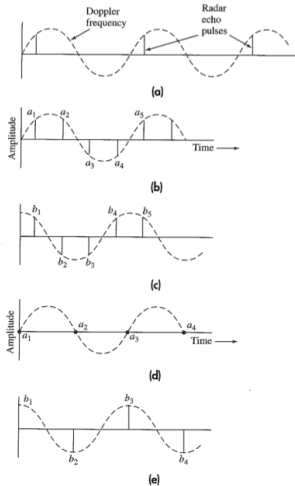 Doppler
frequency
Radar
echo
pulses
(a)
Amplitude
a₁
a₂
a₃
a₄
a₅
Time
(b)
b₁
b₂
b₃
b₄
b₅
(c)
Amplitude
a₁
a₂
a₃
a₄
Time
(d)
b₁
b₂
b₃
b₄
(e)